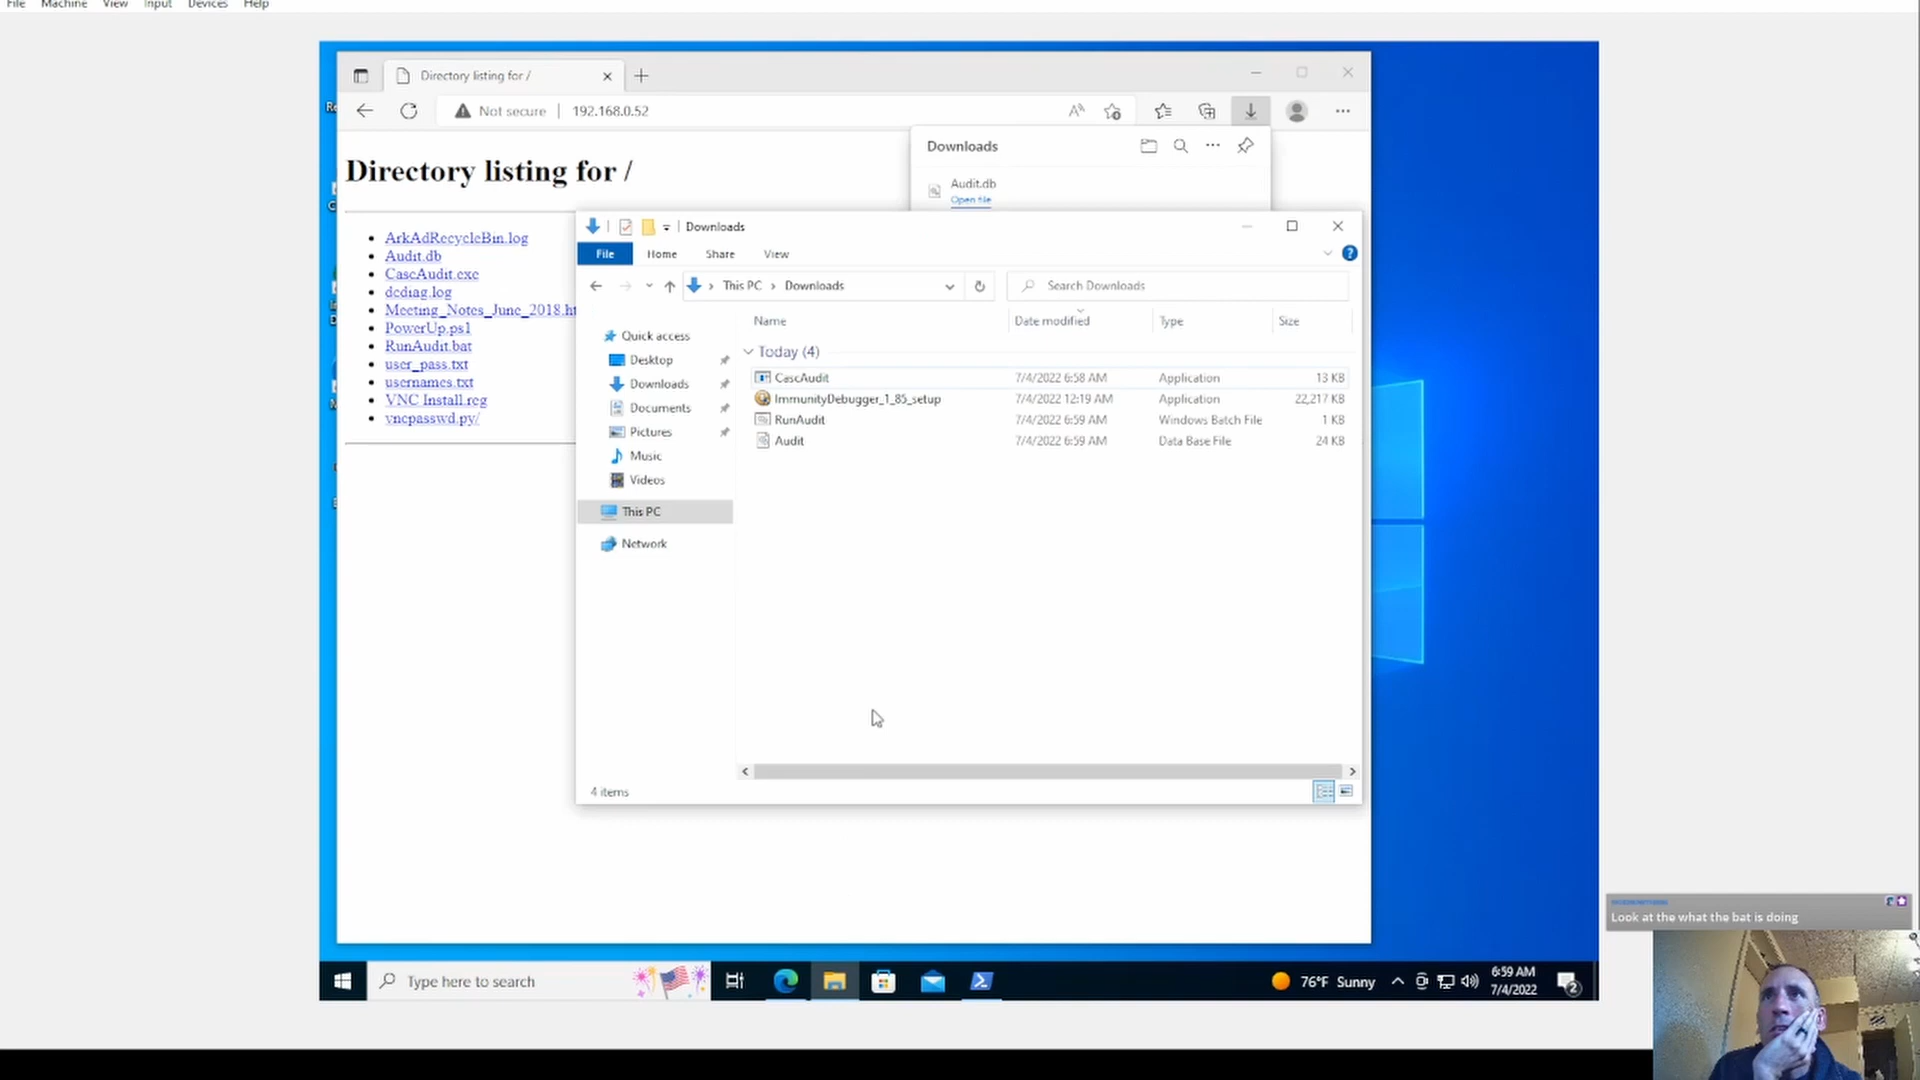 File Machine View Input Devices Help
Directory listing for /
Not secure 192.168.0.52
Downloads
Audit.db
Open file
Directory listing for /
ArkAdRecycleBin.log
Audit.db
CascAudit.exe
dcdiag.log
Meeting_Notes_June_2018.ht
PowerUp.ps1
RunAudit.bat
user_pass.txt
usernames.txt
VNC Install.reg
vncpasswd.py/
Downloads
File Home Share View
This PC > Downloads
Search Downloads
Name Date modified Type Size
Quick access
Desktop
Downloads
Documents
Pictures
Music
Videos
This PC
Network
Today (4)
CascAudit 7/4/2022 6:58 AM Application 13 KB
ImmunityDebugger_1_85_setup 7/4/2022 12:19 AM Application 22,217 KB
RunAudit 7/4/2022 6:59 AM Windows Batch File 1 KB
Audit 7/4/2022 6:59 AM Data Base File 24 KB
4 items
Look at the what the bat is doing
Type here to search
76°F Sunny
6:59 AM
7/4/2022
2